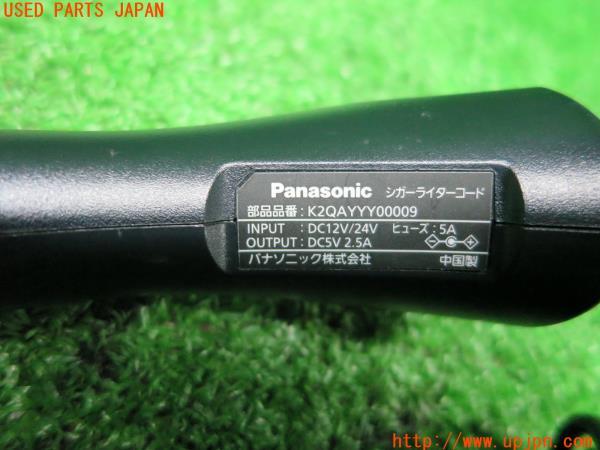 USED PARTS JAPAN
Panasonic シガーライターコード
部品品番：K2QAYYY00009
INPUT ：DC12V/24V ヒューズ：5A
OUTPUT：DC5V 2.5A
パナソニック株式会社 中国製
http://www.upjpn.com